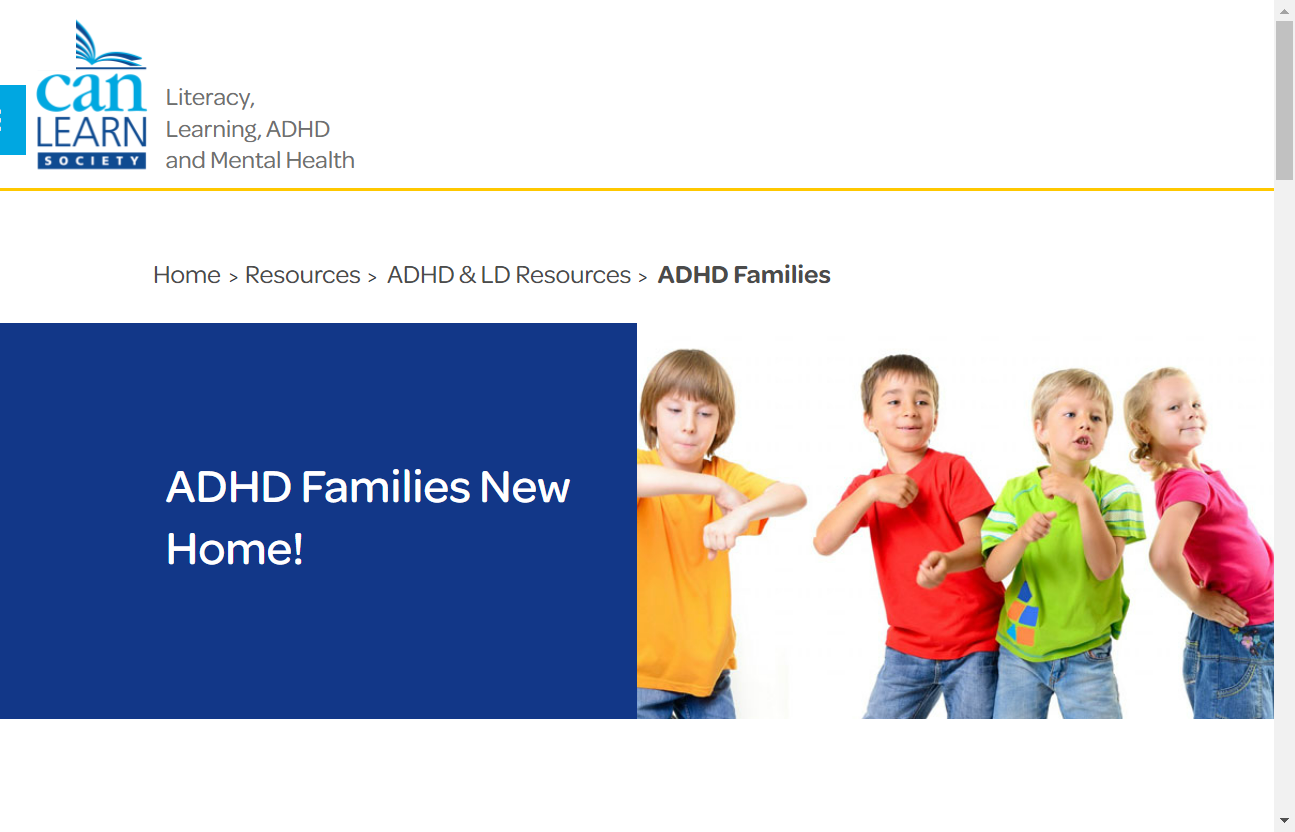 can
LEARN
SOCIETY
Literacy,
Learning, ADHD
and Mental Health
Home > Resources > ADHD & LD Resources > ADHD Families
ADHD Families New
Home!